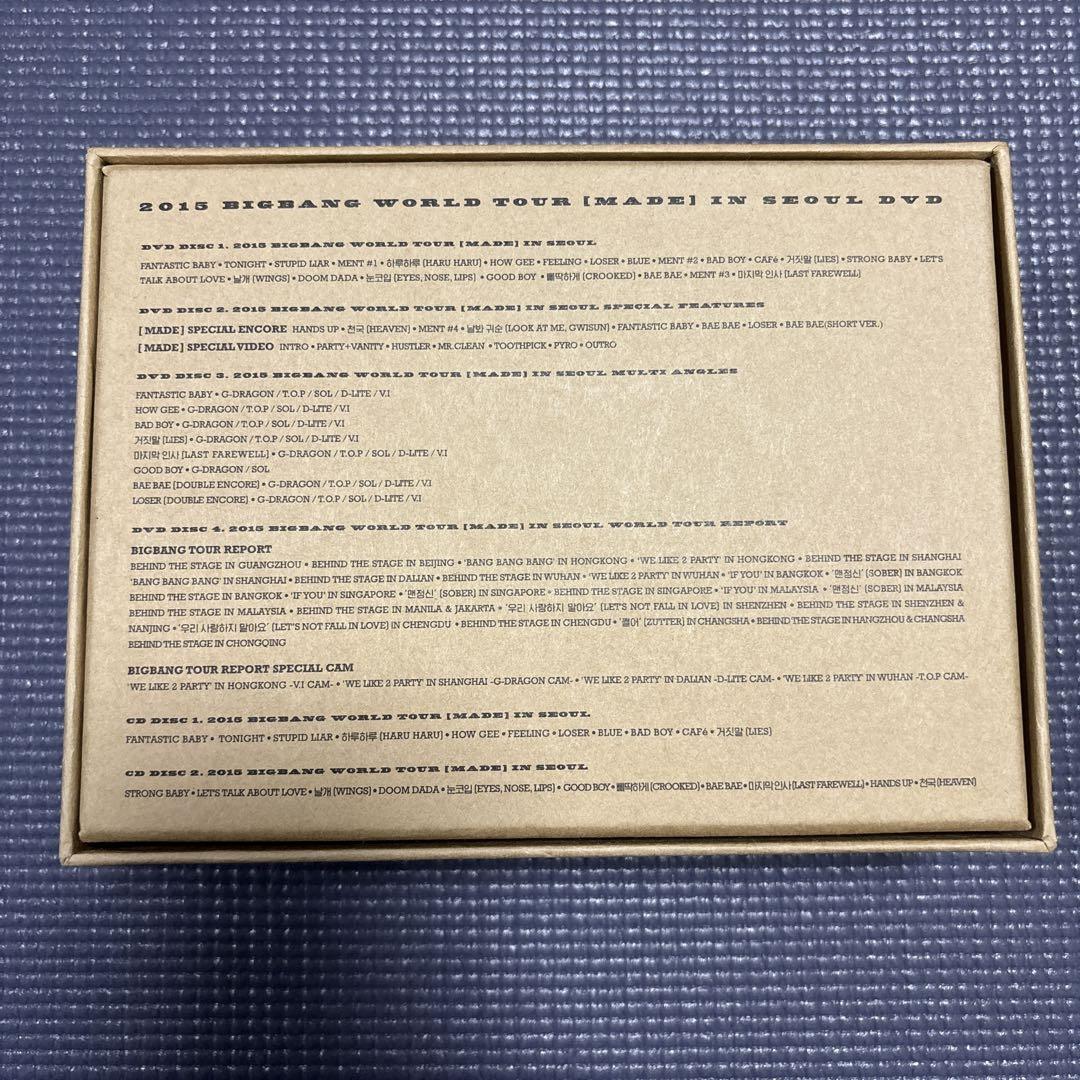 2015 BIGBANG WORLD TOUR [MADE] IN SEOUL DVD
DVD DISC 1. 2015 BIGBANG WORLD TOUR [MADE] IN SEOUL
FANTASTIC BABY • TONIGHT • STUPID LIAR • MENT #1 • 하루하루 (HARU HARU) • HOW GEE • FEELING • LOSER • BLUE • MENT #2 • BAD BOY • CAFé • 거짓말 (LIES) • STRONG BABY • LET'S
TALK ABOUT LOVE • 날개 (WINGS) • DOOM DADA • 눈코입 (EYES, NOSE, LIPS) • GOOD BOY • 삐딱하게 (CROOKED) • BAE BAE • MENT #3 • 마지막 인사 (LAST FAREWELL)
DVD DISC 2. 2015 BIGBANG WORLD TOUR [MADE] IN SEOUL SPECIAL FEATURES
[MADE] SPECIAL ENCORE HANDS UP • 천국 (HEAVEN) • MENT #4 • 날봐 귀순 (LOOK AT ME, GWISUN) • FANTASTIC BABY • BAE BAE • LOSER • BAE BAE(SHORT VER.)
[MADE] SPECIAL VIDEO INTRO • PARTY+VANITY • HUSTLER • MR.CLEAN • TOOTHPICK • PYRO • OUTRO
DVD DISC 3. 2015 BIGBANG WORLD TOUR [MADE] IN SEOUL MULTI ANGLES
FANTASTIC BABY • G-DRAGON / T.O.P / SOL / D-LITE / V.I
HOW GEE • G-DRAGON / T.O.P / SOL / D-LITE / V.I
BAD BOY • G-DRAGON / T.O.P / SOL / D-LITE / V.I
거짓말 (LIES) • G-DRAGON / T.O.P / SOL / D-LITE / V.I
마지막 인사 (LAST FAREWELL) • G-DRAGON / T.O.P / SOL / D-LITE / V.I
GOOD BOY • G-DRAGON / SOL
BAE BAE (DOUBLE ENCORE) • G-DRAGON / T.O.P / SOL / D-LITE / V.I
LOSER (DOUBLE ENCORE) • G-DRAGON / T.O.P / SOL / D-LITE / V.I
DVD DISC 4. 2015 BIGBANG WORLD TOUR [MADE] IN SEOUL WORLD TOUR REPORT
BIGBANG TOUR REPORT
BEHIND THE STAGE IN GUANGZHOU • BEHIND THE STAGE IN BEIJING • 'BANG BANG BANG' IN HONGKONG • 'WE LIKE 2 PARTY' IN HONGKONG • BEHIND THE STAGE IN SHANGHAI
'BANG BANG BANG' IN SHANGHAI • BEHIND THE STAGE IN DALIAN • BEHIND THE STAGE IN WUHAN • 'WE LIKE 2 PARTY' IN WUHAN • 'IF YOU' IN BANGKOK • '맨정신' (SOBER) IN BANGKOK
BEHIND THE STAGE IN BANGKOK • 'IF YOU' IN SINGAPORE • '맨정신' (SOBER) IN SINGAPORE • BEHIND THE STAGE IN SINGAPORE • 'IF YOU' IN MALAYSIA • '맨정신' (SOBER) IN MALAYSIA
BEHIND THE STAGE IN MALAYSIA • BEHIND THE STAGE IN MANILA & JAKARTA • '우리 사랑하지 말아요' (LET'S NOT FALL IN LOVE) IN SHENZHEN • BEHIND THE STAGE IN SHENZHEN &
NANJING • '우리 사랑하지 말아요' (LET'S NOT FALL IN LOVE) IN CHENGDU • BEHIND THE STAGE IN CHENGDU • '쩔어' (ZUTTER) IN CHANGSHA • BEHIND THE STAGE IN HANGZHOU & CHANGSHA
BEHIND THE STAGE IN CHONGQING
BIGBANG TOUR REPORT SPECIAL CAM
'WE LIKE 2 PARTY' IN HONGKONG -V.I CAM- • 'WE LIKE 2 PARTY' IN SHANGHAI -G-DRAGON CAM- • 'WE LIKE 2 PARTY' IN DALIAN -D-LITE CAM- • 'WE LIKE 2 PARTY' IN WUHAN -T.O.P CAM-
CD DISC 1. 2015 BIGBANG WORLD TOUR [MADE] IN SEOUL
FANTASTIC BABY • TONIGHT • STUPID LIAR • 하루하루 (HARU HARU) • HOW GEE • FEELING • LOSER • BLUE • BAD BOY • CAFé • 거짓말 (LIES)
CD DISC 2. 2015 BIGBANG WORLD TOUR [MADE] IN SEOUL
STRONG BABY • LET'S TALK ABOUT LOVE • 날개 (WINGS) • DOOM DADA • 눈코입 (EYES, NOSE, LIPS) • GOOD BOY • 삐딱하게 (CROOKED) • BAE BAE • 마지막 인사 (LAST FAREWELL) • HANDS UP • 천국 (HEAVEN)